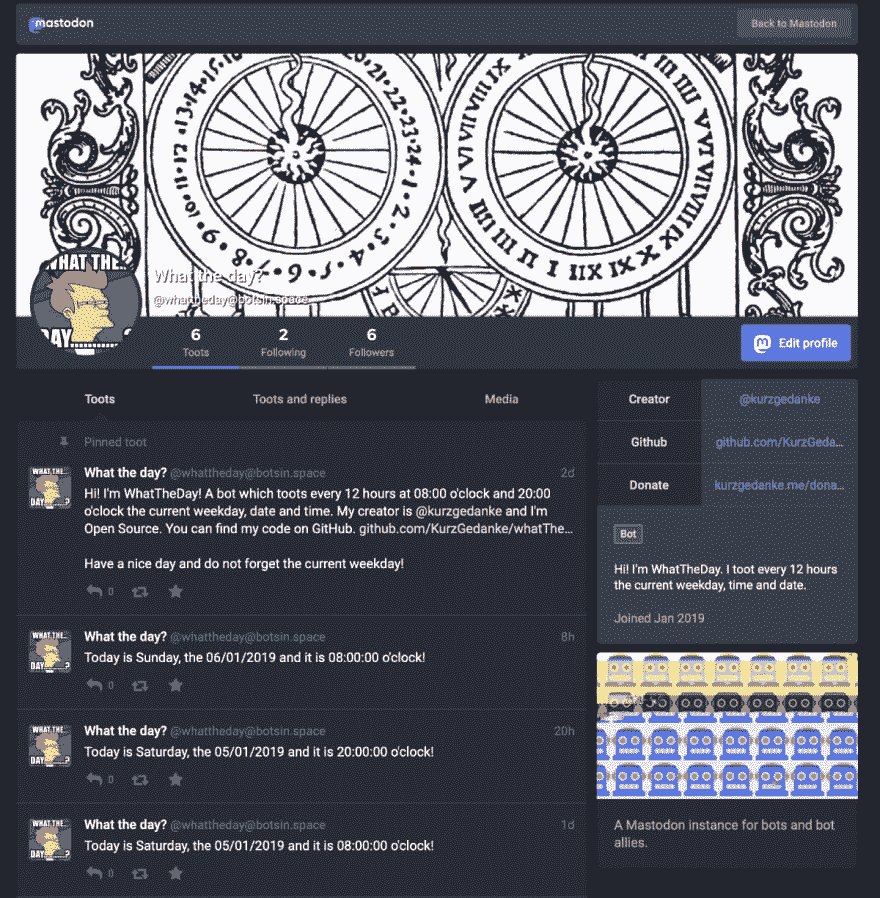 mastodon
Back to Mastodon
What the day?
@whattheday@botsin.space
WHAT THE..
DAY...?
6
Toots
2
Following
6
Followers
Edit profile
Toots
Toots and replies
Media
Pinned toot
What the day? @whattheday@botsin.space
2d
Hi! I'm WhatTheDay! A bot which toots every 12 hours at 08:00 o'clock and 20:00
o'clock the current weekday, date and time. My creator is @kurzgedanke and I'm
Open Source. You can find my code on GitHub. github.com/KurzGedanke/whatThe...
Have a nice day and do not forget the current weekday!
0
What the day? @whattheday@botsin.space
8h
Today is Sunday, the 06/01/2019 and it is 08:00:00 o'clock!
0
What the day? @whattheday@botsin.space
20h
Today is Saturday, the 05/01/2019 and it is 20:00:00 o'clock!
0
What the day? @whattheday@botsin.space
1d
Today is Saturday, the 05/01/2019 and it is 08:00:00 o'clock!
0
Creator
@kurzgedanke
Github
github.com/KurzGeda...
Donate
kurzgedanke.me/dona...
Bot
Hi! I'm WhatTheDay. I toot every 12 hours
the current weekday, time and date.
Joined Jan 2019
A Mastodon instance for bots and bot
allies.